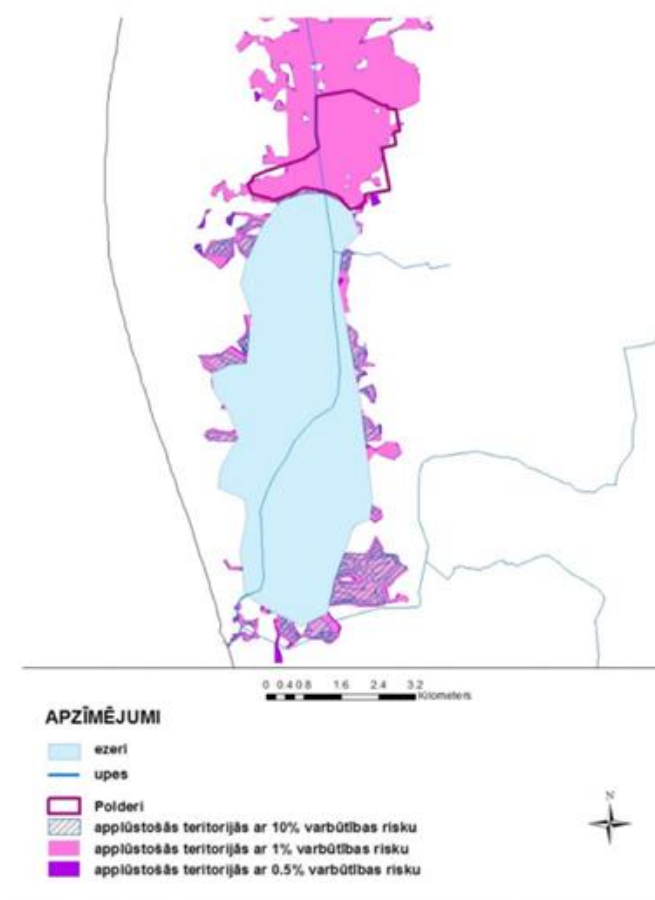 0 0.4 0.8 1.6 2.4 3.2
Kilometers
APZĪMĒJUMI
ezeri
upes
N
Polderi
applūstošās teritorijās ar 10% varbūtības risku
applūstošās teritorijās ar 1% varbūtības risku
applūstošās teritorijās ar 0.5% varbūtības risku